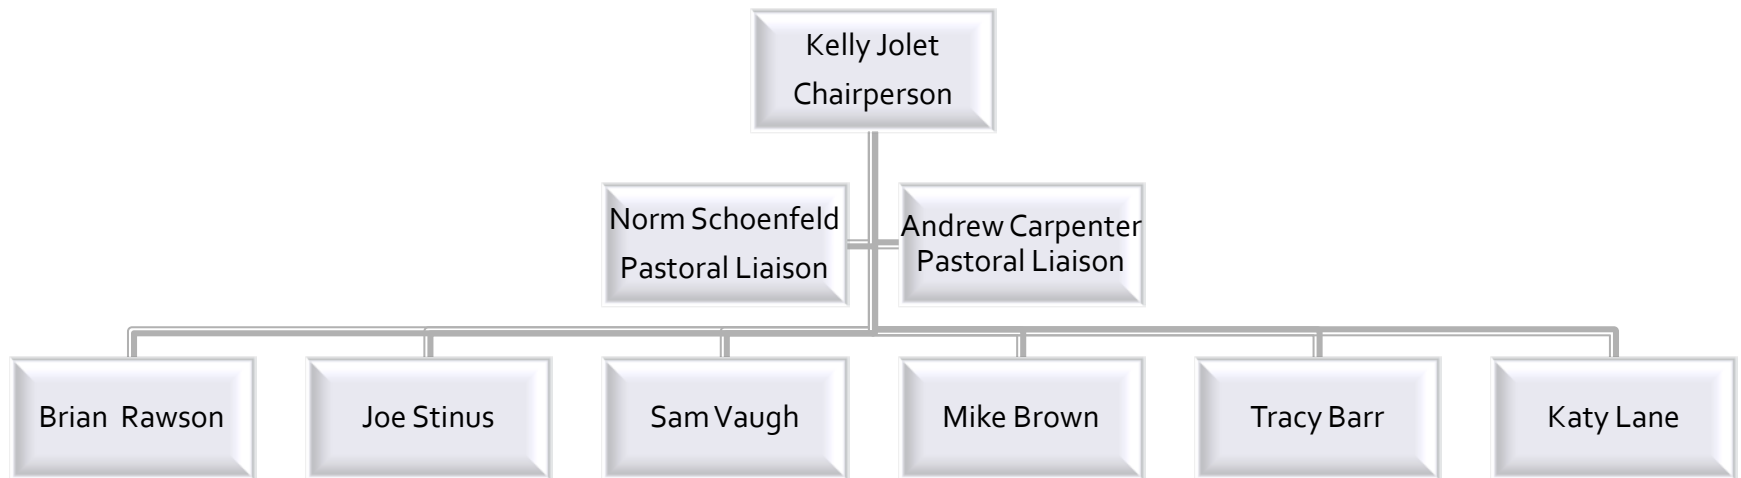 Kelly Jolet
Chairperson
Norm Schoenfeld
Pastoral Liaison
Andrew Carpenter
Pastoral Liaison
Brian  Rawson
Joe Stinus
Sam Vaugh
Mike Brown
Tracy Barr
Katy Lane